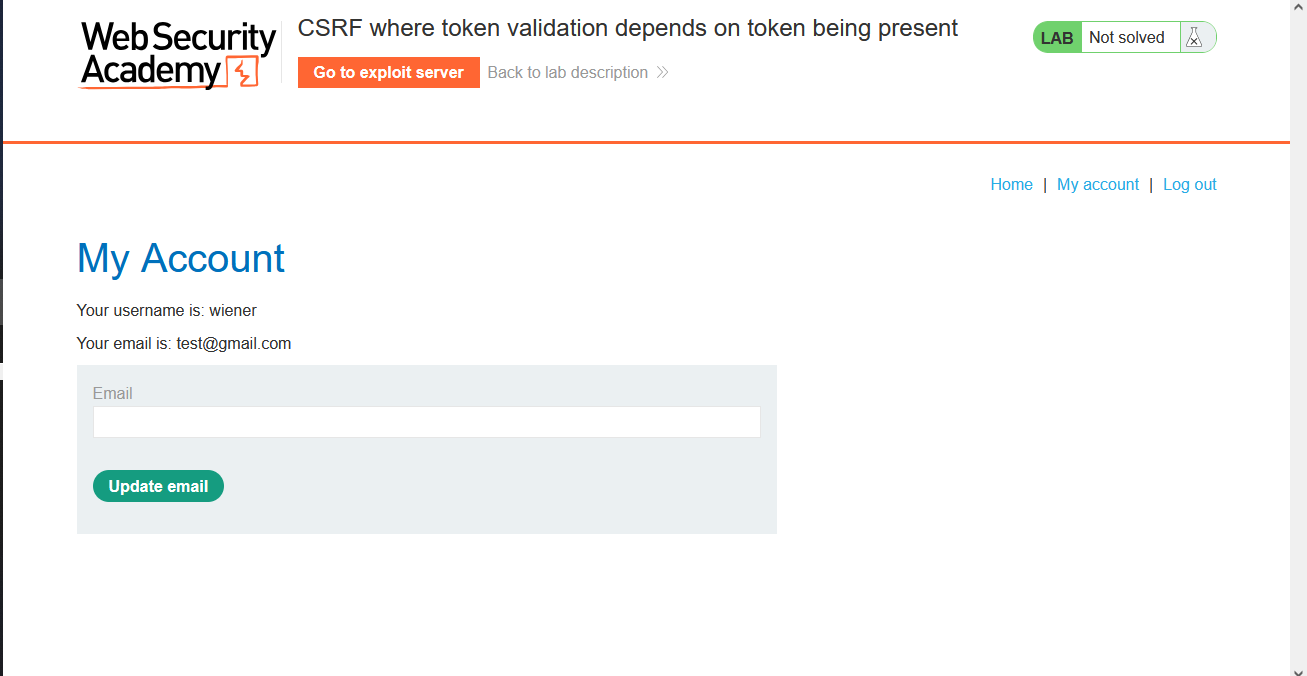 Web Security
Academy
CSRF where token validation depends on token being present
Go to exploit server
Back to lab description
LAB
Not solved
Home | My account | Log out
My Account
Your username is: wiener
Your email is: test@gmail.com
Email
Update email